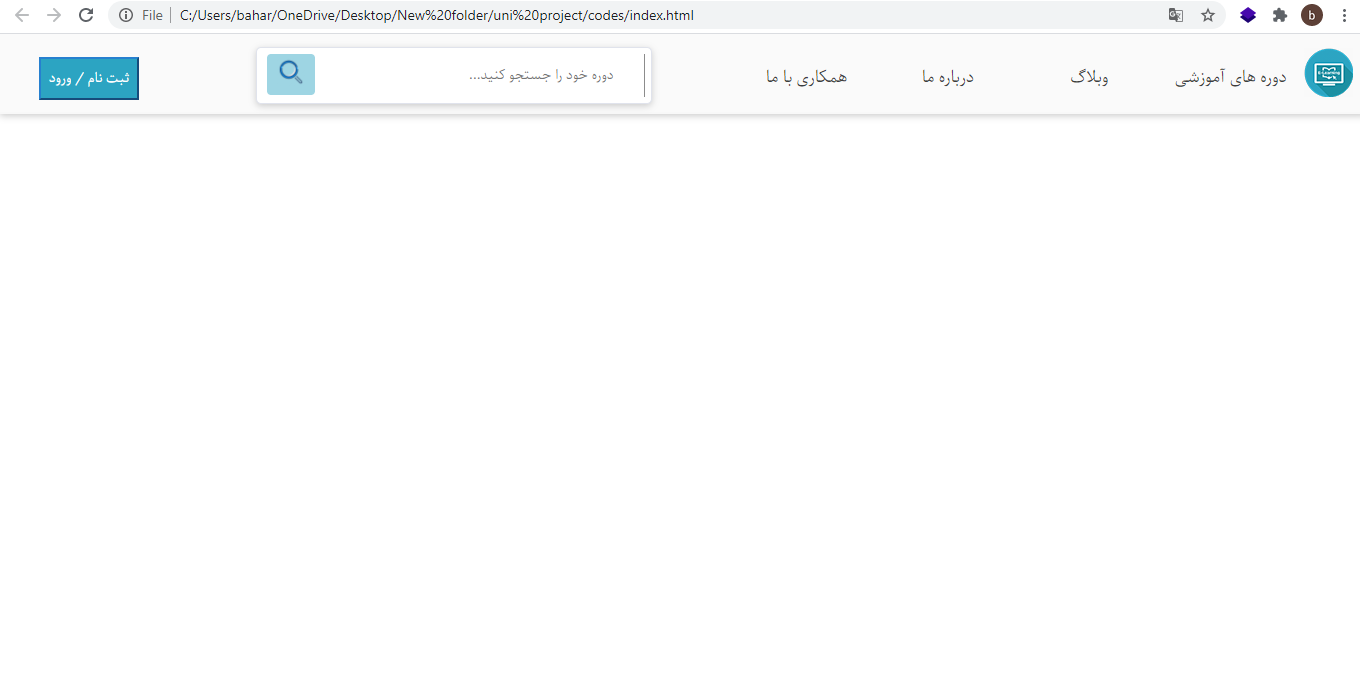 File
C:/Users/bahar/OneDrive/Desktop/New%20folder/uni%20project/codes/index.html
b
دوره های آموزشی
وبلاگ
درباره ما
همکاری با ما
دوره خود را جستجو کنید...
ثبت نام / ورود